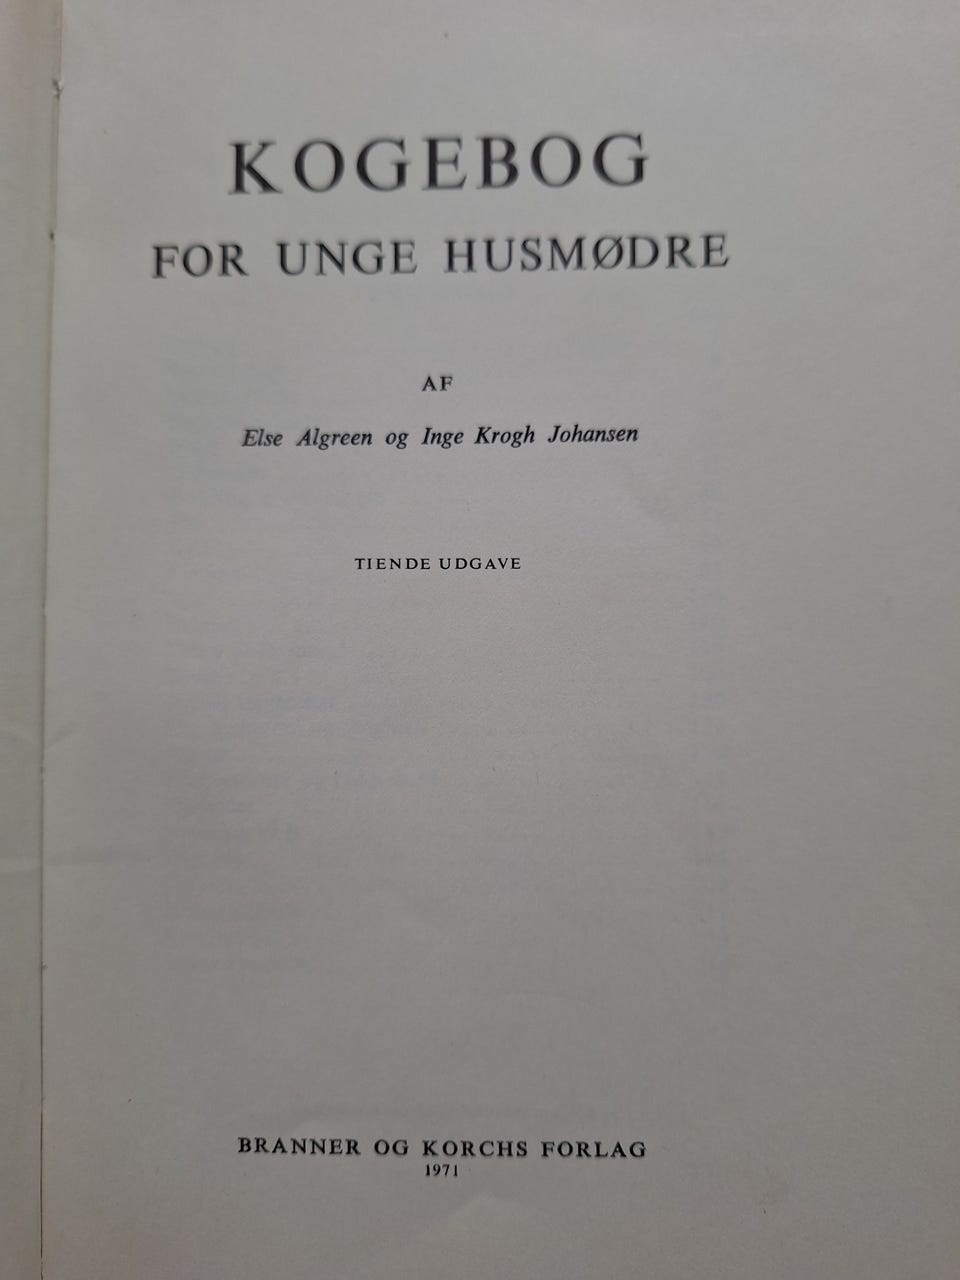 KOGEBOG
FOR UNGE HUSMØDRE
AF
Else Algreen og Inge Krogh Johansen
TIENDE UDGAVE
BRANNER OG KORCHS FORLAG
1971